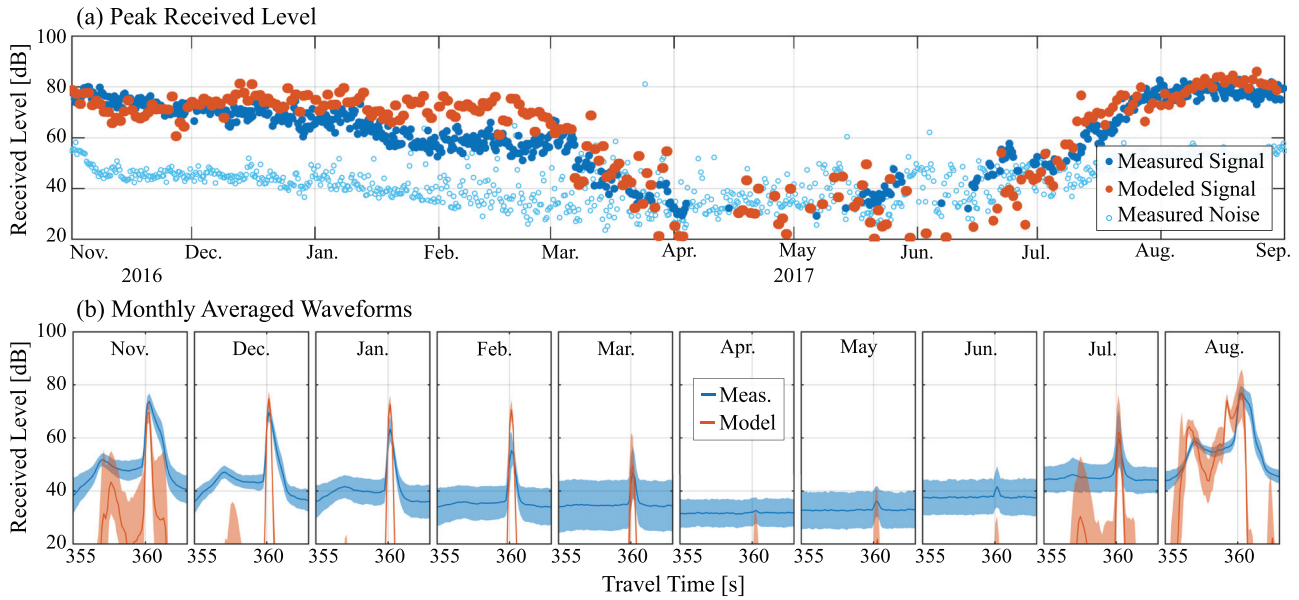 (a) Peak Received Level
Received Level [dB]
100
80
60
40
20
Measured Signal
Modeled Signal
Measured Noise
Nov. Dec. Jan. Feb. Mar. Apr. May Jun. Jul. Aug. Sep.
2016 2017
(b) Monthly Averaged Waveforms
Received Level [dB]
100
80
60
40
20
Nov. Dec. Jan. Feb. Mar. Apr. May Jun. Jul. Aug.
Meas.
Model
355 360 355 360 355 360 355 360 355 360 355 360 355 360 355 360 355 360 355 360
Travel Time [s]